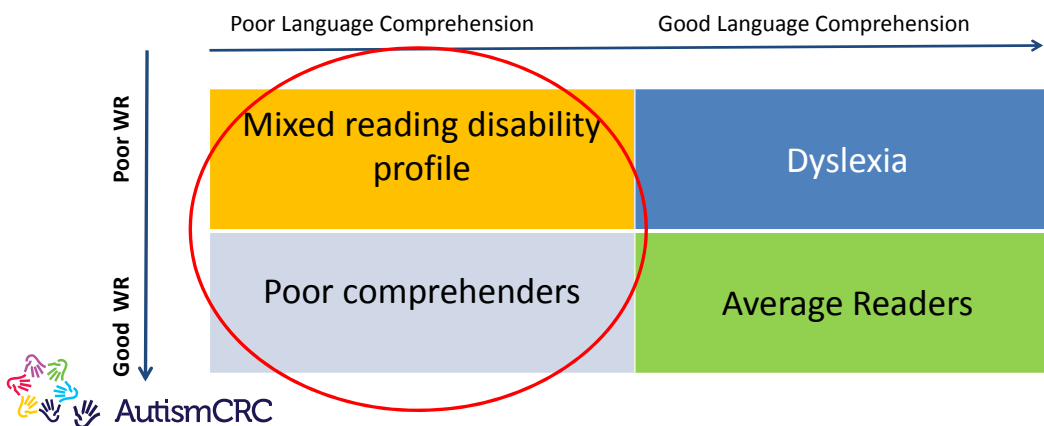 Poor Language Comprehension
Good Language Comprehension
Poor WR
Mixed reading disability
profile
Dyslexia
Good WR
Poor comprehenders
Average Readers
AutismCRC